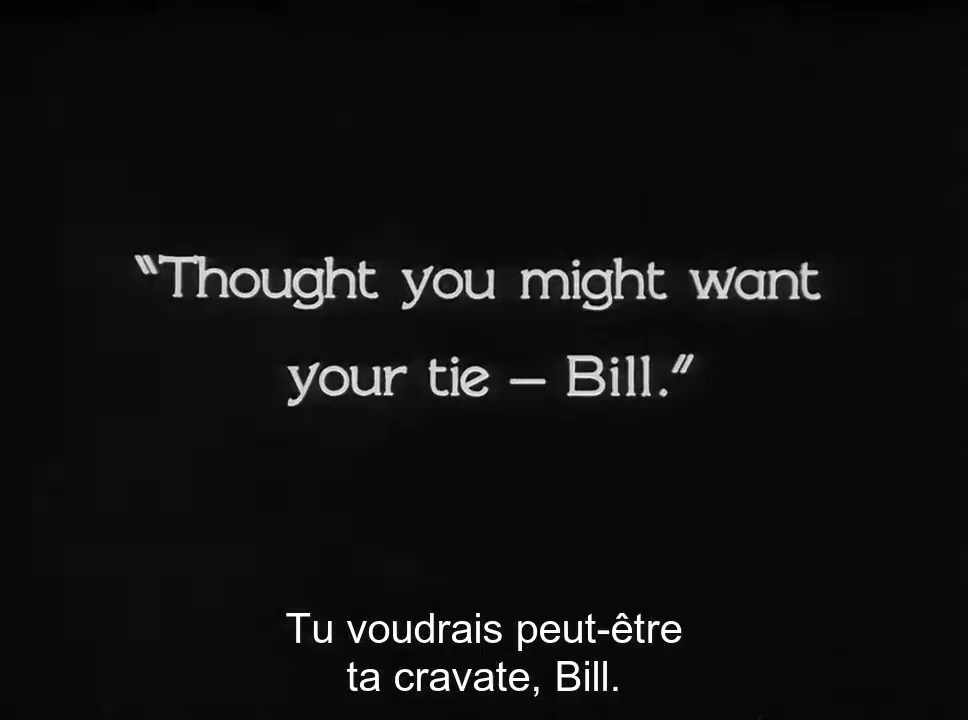 "Thought you might want
your tie – Bill."
Tu voudrais peut-être
ta cravate, Bill.